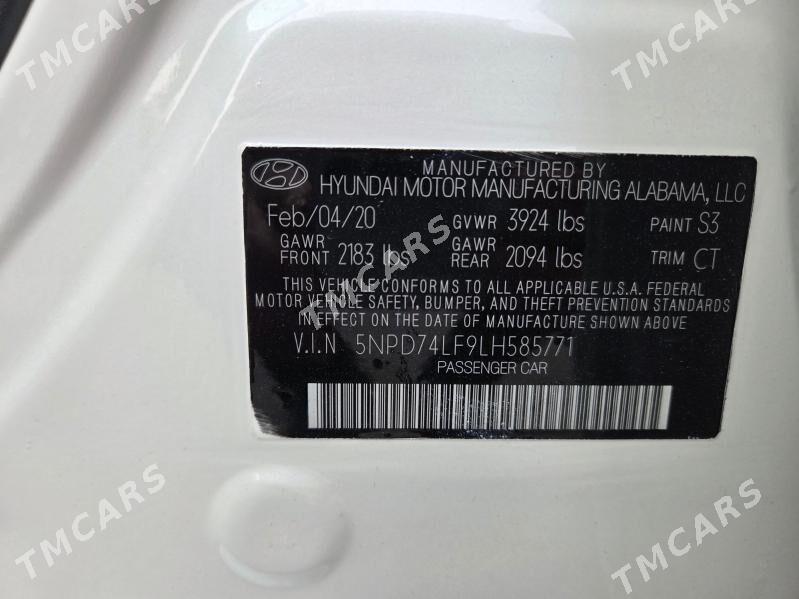 TMCARS
TMCARS
TMCARS
MANUFACTURED BY
HYUNDAI MOTOR MANUFACTURING ALABAMA, LLC
Feb/04/20 GVWR 3924 lbs PAINT S3
GAWR FRONT 2183 lbs GAWR REAR 2094 lbs TRIM CT
THIS VEHICLE CONFORMS TO ALL APPLICABLE U.S.A. FEDERAL
MOTOR VEHICLE SAFETY, BUMPER, AND THEFT PREVENTION STANDARDS
IN EFFECT ON THE DATE OF MANUFACTURE SHOWN ABOVE
V.I.N 5NPD74LF9LH585771
PASSENGER CAR
TMCARS
TMCARS
TMCARS